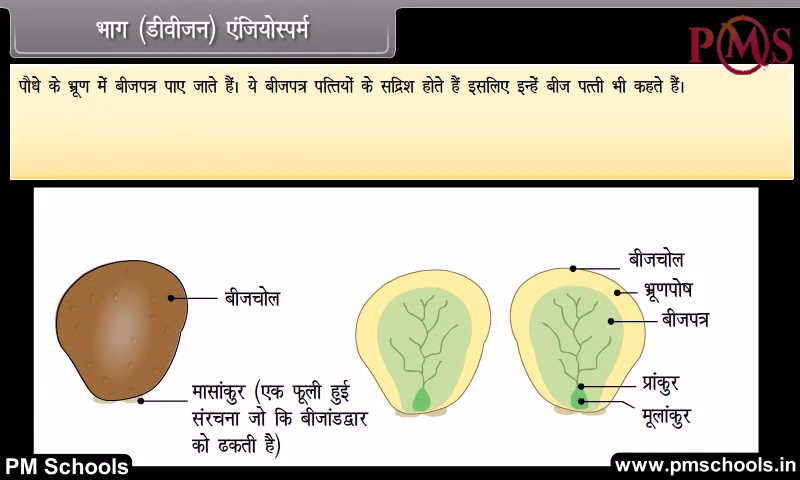 भाग (डीवीजन) एंजियोस्पर्म
PMS
पौधे के भ्रूण में बीजपत्र पाए जाते हैं। ये बीजपत्र पत्तियों के सद्रिश होते हैं इसलिए इन्हें बीज पत्ती भी कहते हैं।
बीजचोल
मासांकुर (एक फूली हुई
संरचना जो कि बीजांडद्वार
को ढकती है)
बीजचोल
भ्रूणपोष
बीजपत्र
प्रांकुर
मूलांकुर
PM Schools
www.pmschools.in